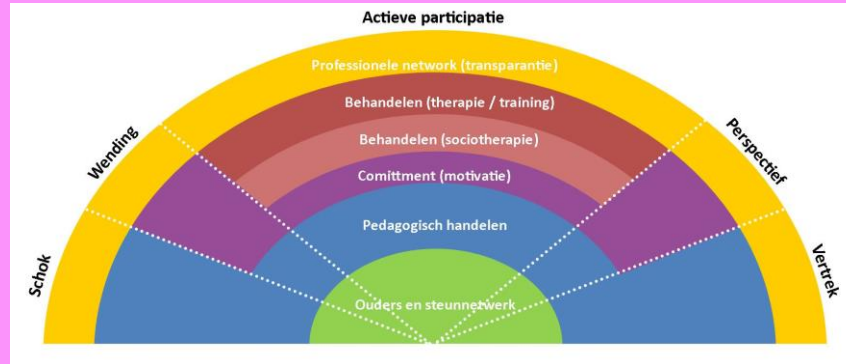 Actieve participatie
Professionele network (transparantie)
Behandelen (therapie / training)
Behandelen (sociotherapie)
Comittment (motivatie)
Pedagogisch handelen
Ouders en steunnetwerk
Schok
Wending
Perspectief
Vertrek